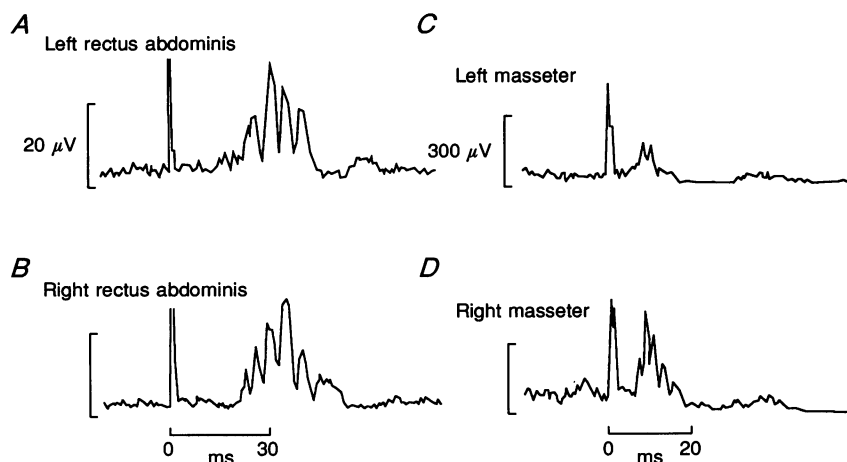 A
Left rectus abdominis
20 μV
B
Right rectus abdominis
0 30
ms
C
Left masseter
300 μV
D
Right masseter
0 20
ms